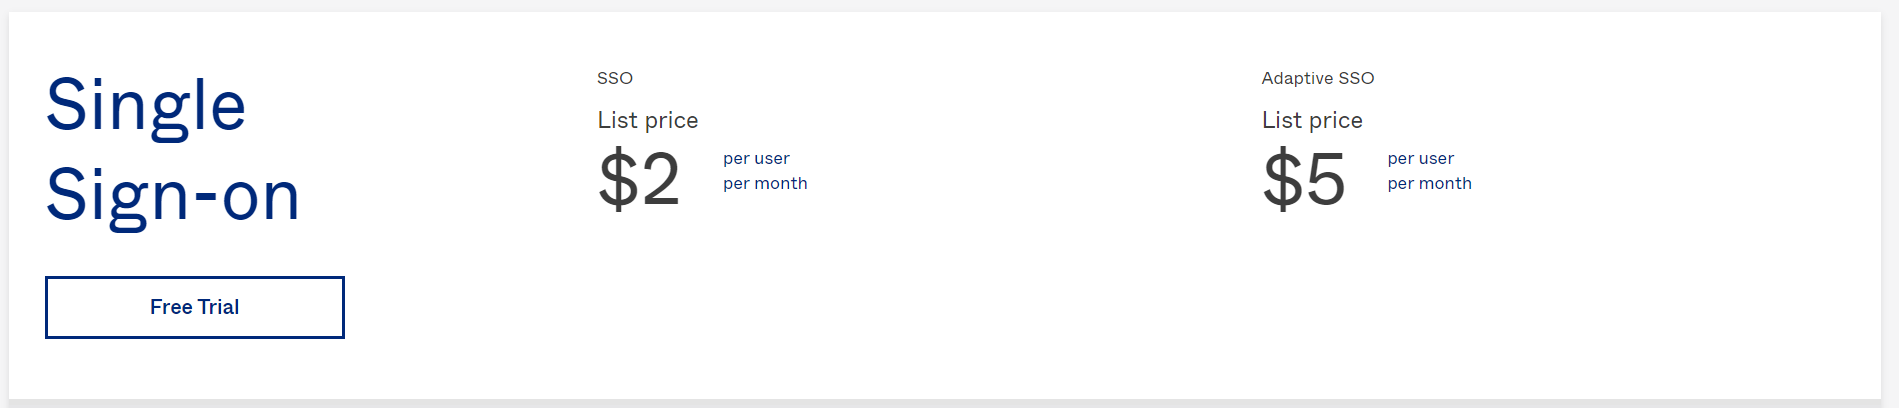 Single
Sign-on
Free Trial
SSO
List price
$2
per user
per month
Adaptive SSO
List price
$5
per user
per month